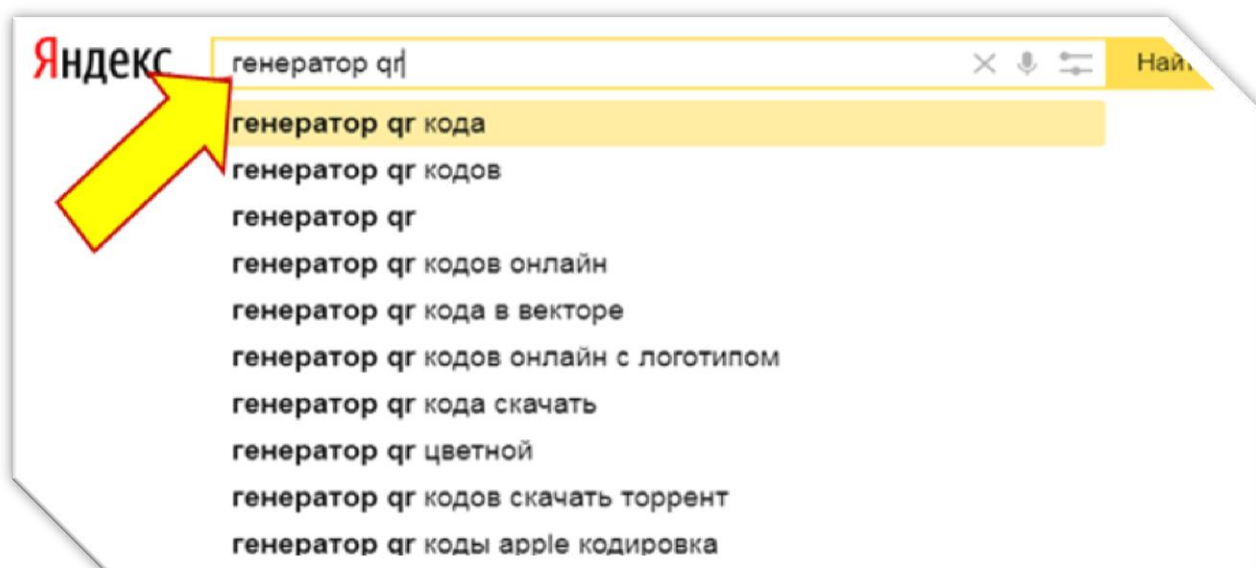 Яндекс
генератор qr
генератор qr кода
генератор qr кодов
генератор qr
генератор qr кодов онлайн
генератор qr кода в векторе
генератор qr кодов онлайн с логотипом
генератор qr кода скачать
генератор qr цветной
генератор qr кодов скачать торрент
генератор qr коды apple кодировка